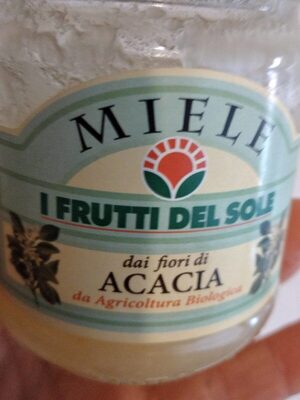 MIELE
I FRUTTI DEL SOLE
dai fiori di
ACACIA
da Agricoltura Biologica